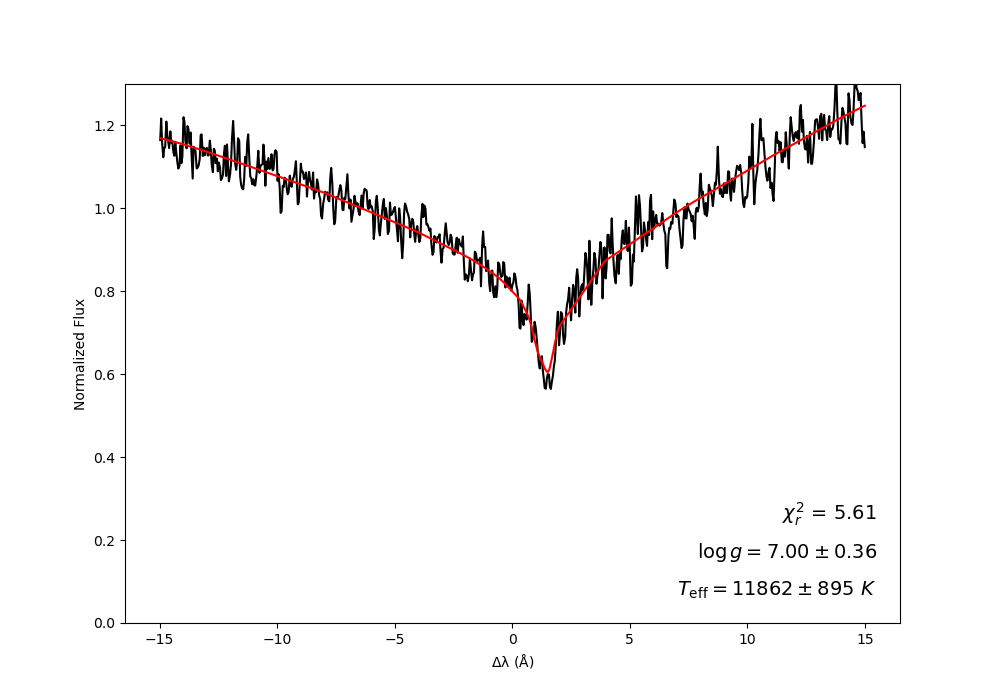 1.2
1.0
0.8
0.6
0.4
0.2
0.0
Normalized Flux
χ²ᵣ = 5.61
log g = 7.00 ± 0.36
T_eff = 11862 ± 895 K
−15 −10 −5 0 5 10 15
Δλ (Å)